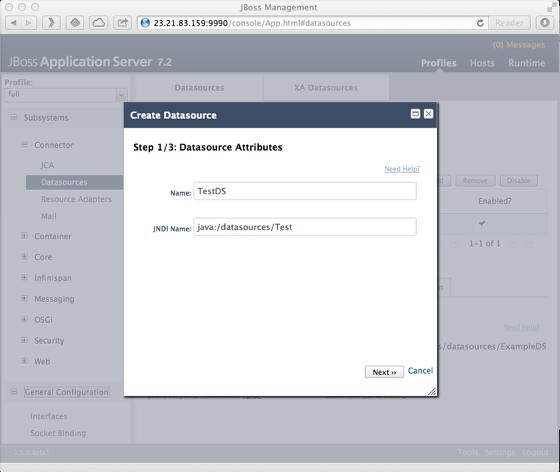 JBoss Management
23.21.83.159:9990/console/App.html#datasources
Reader
(0) Messages
JBoss Application Server 7.2
Profiles Hosts Runtime
Profile:
full
Datasources XA Datasources
Subsystems
Create Datasource
Step 1/3: Datasource Attributes
Connector
JCA
Need Help?
Datasources
Remove Disable
Name: TestDS
Resource Adapters
Enabled?
Mail
JNDI Name: java:/datasources/Test
Container
1-1 of 1
Core
Infinispan
Messaging
OSGi
Need Help?
Security
s/datasources/ExampleDS
Web
Next ››
Cancel
General Configuration
Interfaces
Socket Binding
Tools Settings Logout